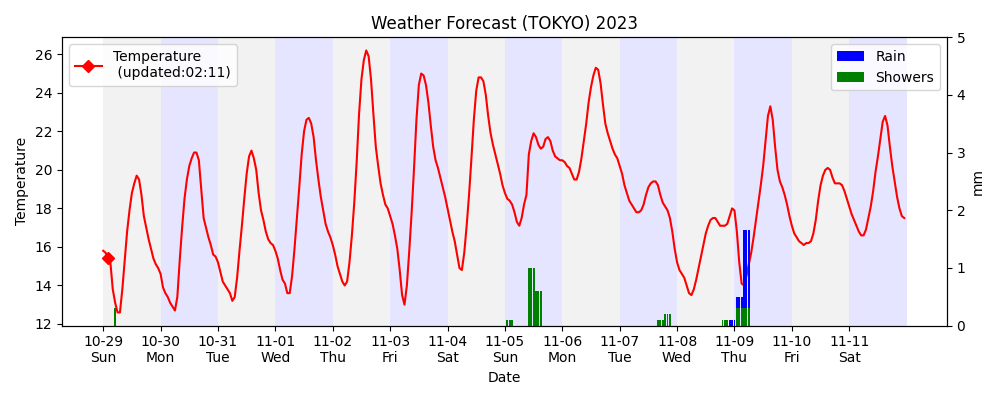 Weather Forecast (TOKYO) 2023
Temperature
(updated:02:11)
Rain
Showers
Temperature
26
24
22
20
18
16
14
12
5
4
3
2
1
0
mm
10-29 10-30 10-31 11-01 11-02 11-03 11-04 11-05 11-06 11-07 11-08 11-09 11-10 11-11
Sun Mon Tue Wed Thu Fri Sat Sun Mon Tue Wed Thu Fri Sat
Date